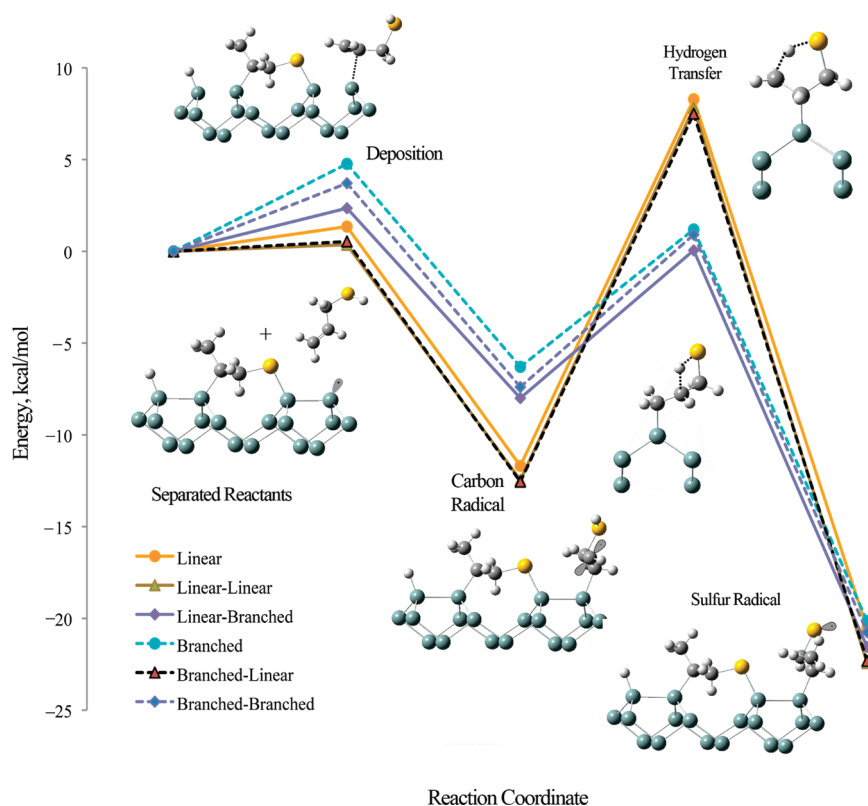 Hydrogen
Transfer
10
Deposition
5
0
+
−5
Energy, kcal/mol
−10
Carbon
Radical
Separated Reactants
−15
Linear
Linear-Linear
Linear-Branched
Branched
Branched-Linear
Branched-Branched
Sulfur Radical
−20
−25
Reaction Coordinate